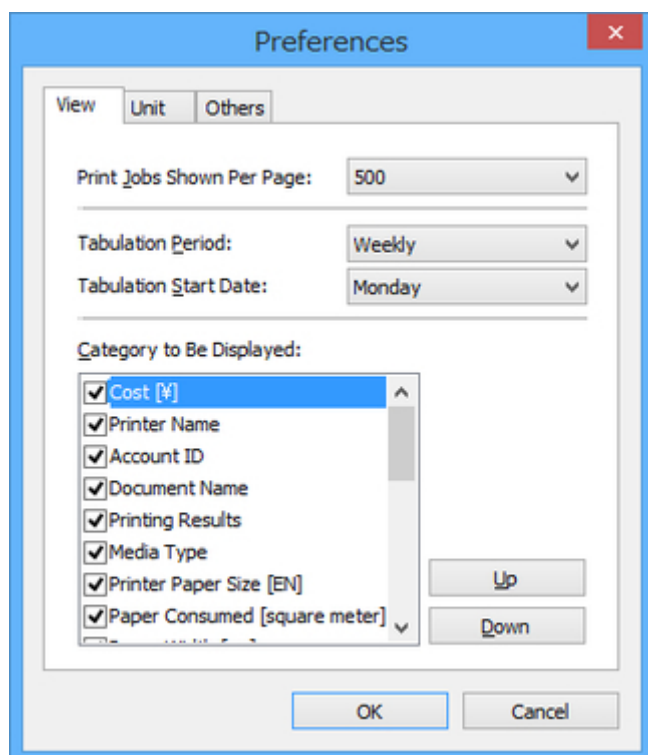 Preferences
View Unit Others
Print Jobs Shown Per Page: 500
Tabulation Period: Weekly
Tabulation Start Date: Monday
Category to Be Displayed:
Cost [¥]
Printer Name
Account ID
Document Name
Printing Results
Media Type
Printer Paper Size [EN]
Paper Consumed [square meter]
Up
Down
OK Cancel